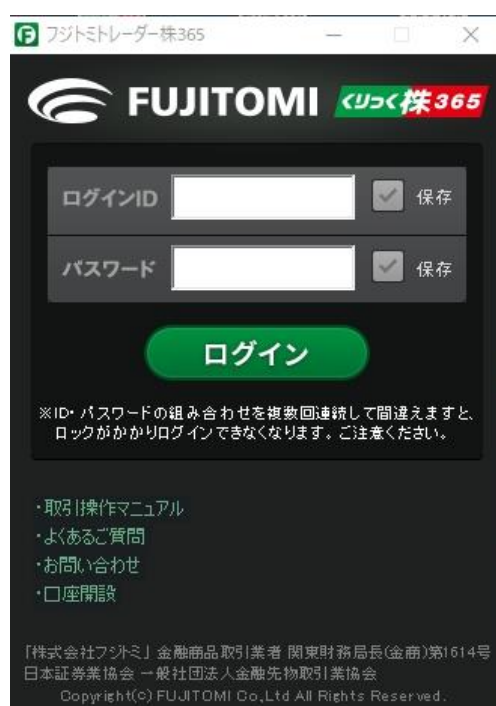 フジトミトレーダー株365
FUJITOMI くりっく株365
ログインID 保存
パスワード 保存
ログイン
※ID・パスワードの組み合わせを複数回連続して間違えますと、
ロックがかかりログインできなくなります。ご注意ください。
・取引操作マニュアル
・よくあるご質問
・お問い合わせ
・口座開設
「株式会社フジトミ」金融商品取引業者 関東財務局長(金商)第1614号
日本証券業協会 一般社団法人金融先物取引業協会
Copyright(c) FUJITOMI Co,Ltd All Rights Reserved.